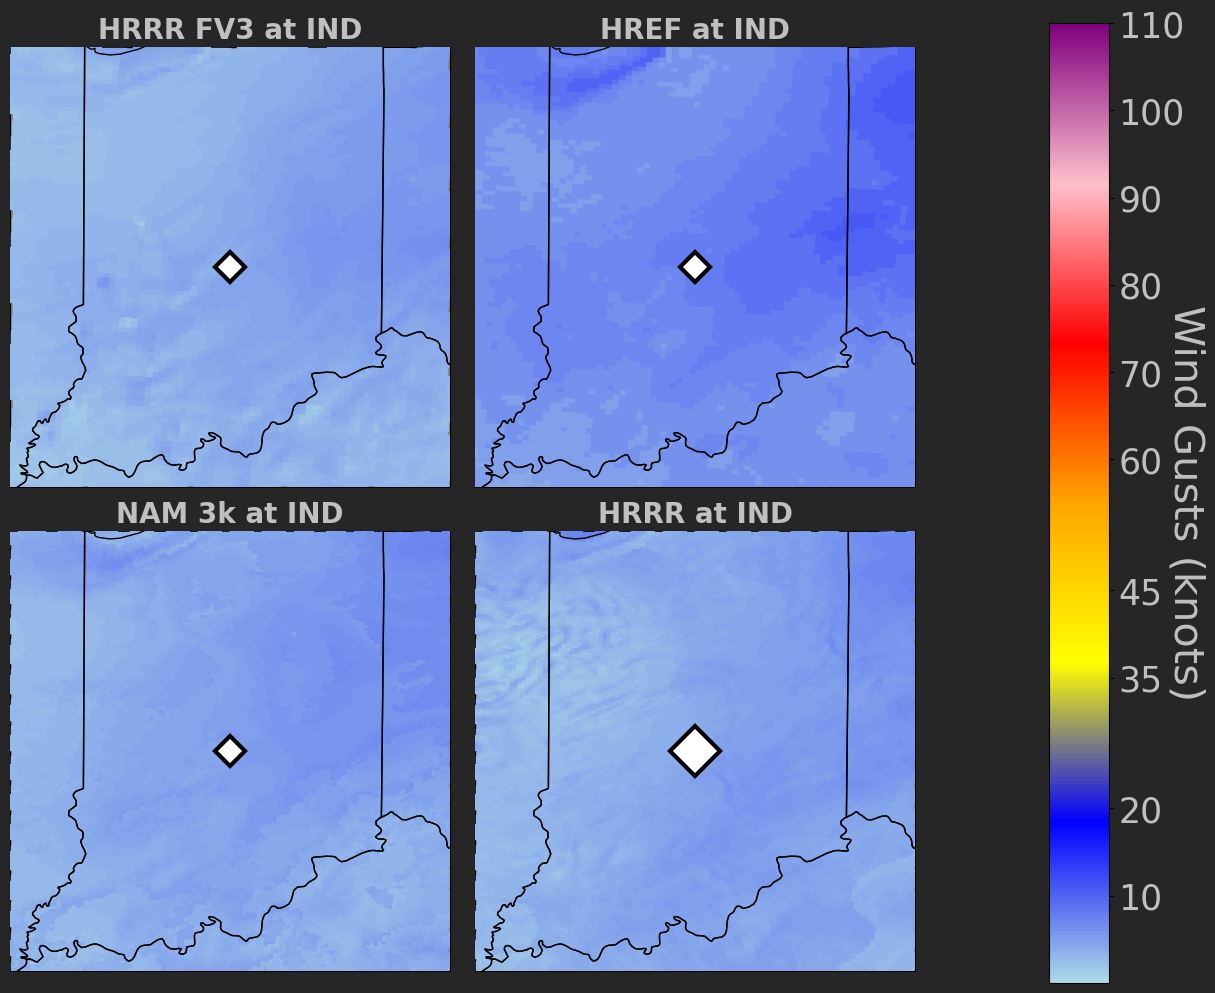 HRRR FV3 at IND
HREF at IND
NAM 3k at IND
HRRR at IND
110
100
90
80
70
60
45
35
20
10
Wind Gusts (knots)